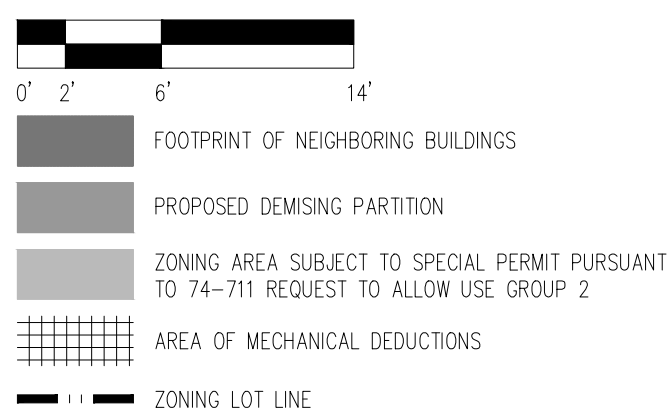 0' 2' 6' 14'
FOOTPRINT OF NEIGHBORING BUILDINGS
PROPOSED DEMISING PARTITION
ZONING AREA SUBJECT TO SPECIAL PERMIT PURSUANT
TO 74-711 REQUEST TO ALLOW USE GROUP 2
AREA OF MECHANICAL DEDUCTIONS
ZONING LOT LINE